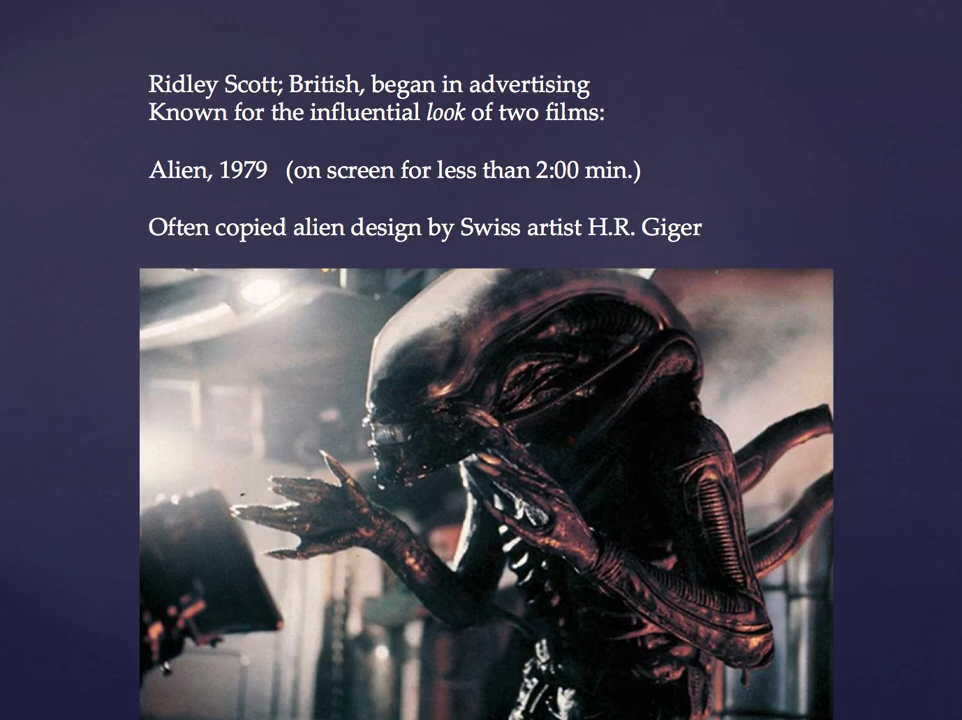 Ridley Scott; British, began in advertising
Known for the influential look of two films:
Alien, 1979 (on screen for less than 2:00 min.)
Often copied alien design by Swiss artist H.R. Giger